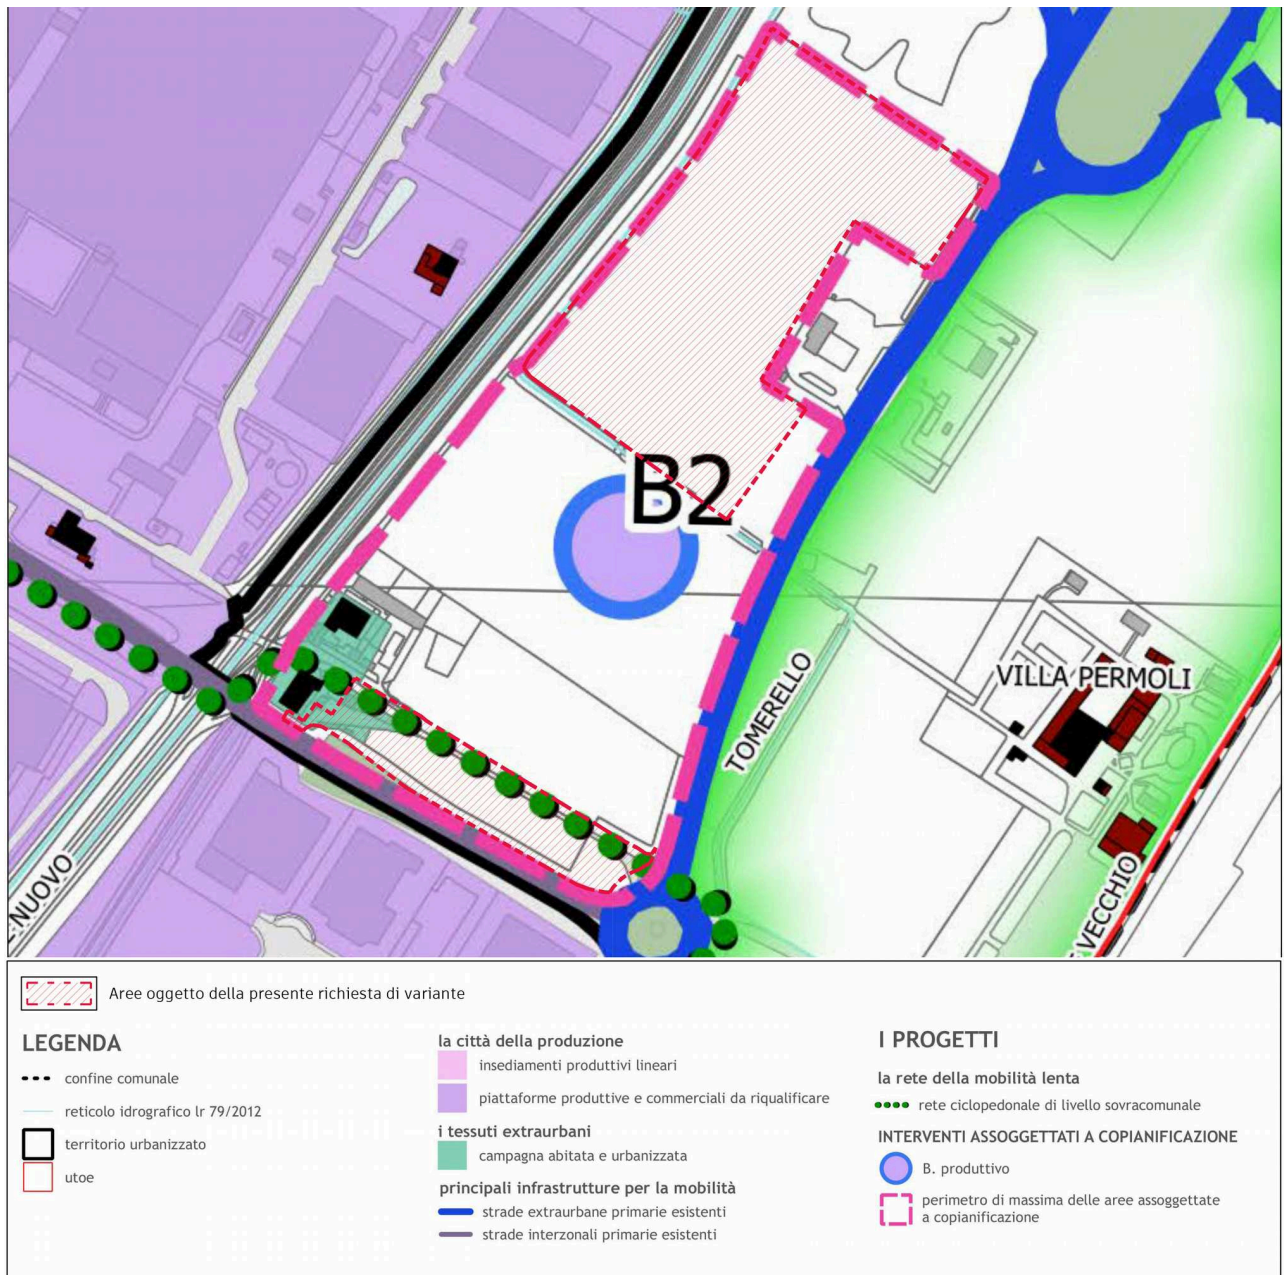 B2
VILLA PERMOLI
TOMERELLO
NUOVO
VECCHIO
Aree oggetto della presente richiesta di variante
LEGENDA
confine comunale
reticolo idrografico lr 79/2012
territorio urbanizzato
utoe
la città della produzione
insediamenti produttivi lineari
piattaforme produttive e commerciali da riqualificare
i tessuti extraurbani
campagna abitata e urbanizzata
principali infrastrutture per la mobilità
strade extraurbane primarie esistenti
strade interzonali primarie esistenti
I PROGETTI
la rete della mobilità lenta
rete ciclopedonale di livello sovracomunale
INTERVENTI ASSOGGETTATI A COPIANIFICAZIONE
B. produttivo
perimetro di massima delle aree assoggettate
a copianificazione